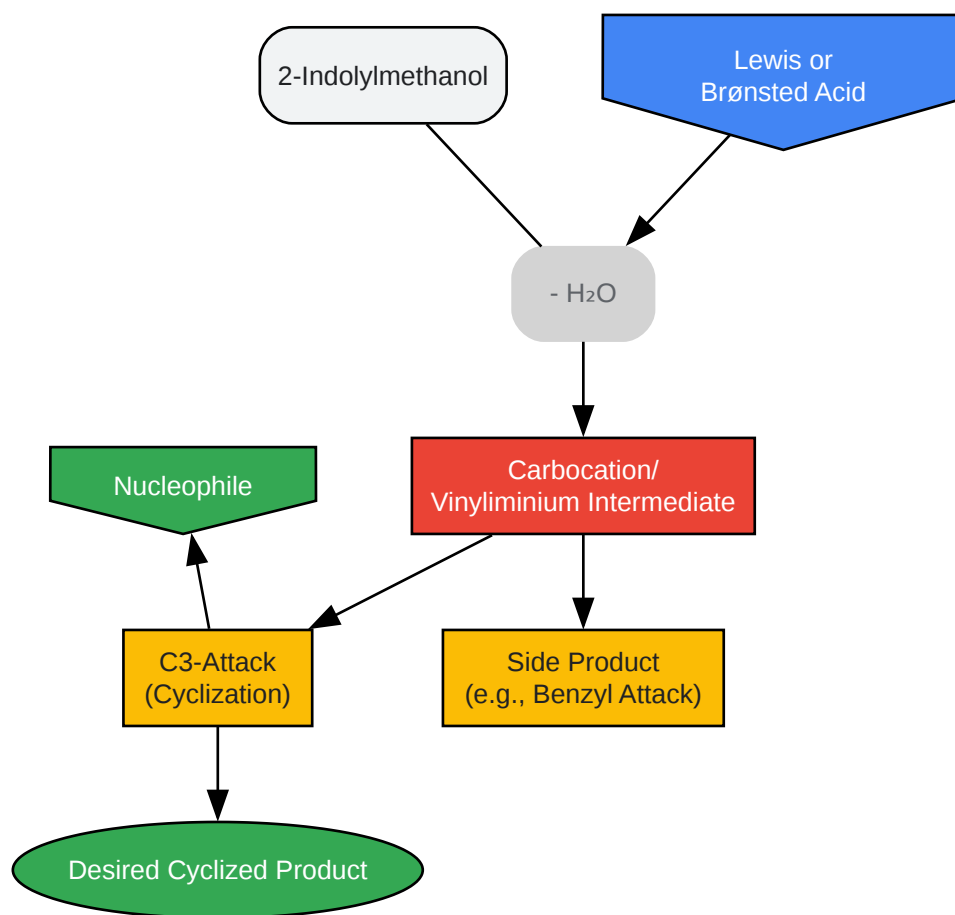 2-Indolylmethanol
Lewis or
Brønsted Acid
- H₂O
Carbocation/
Vinyliminium Intermediate
Nucleophile
C3-Attack
(Cyclization)
Side Product
(e.g., Benzyl Attack)
Desired Cyclized Product